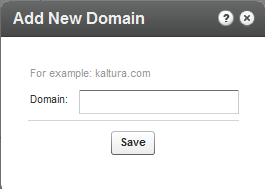 Add New Domain ? x
For example: kaltura.com
Domain:
Save